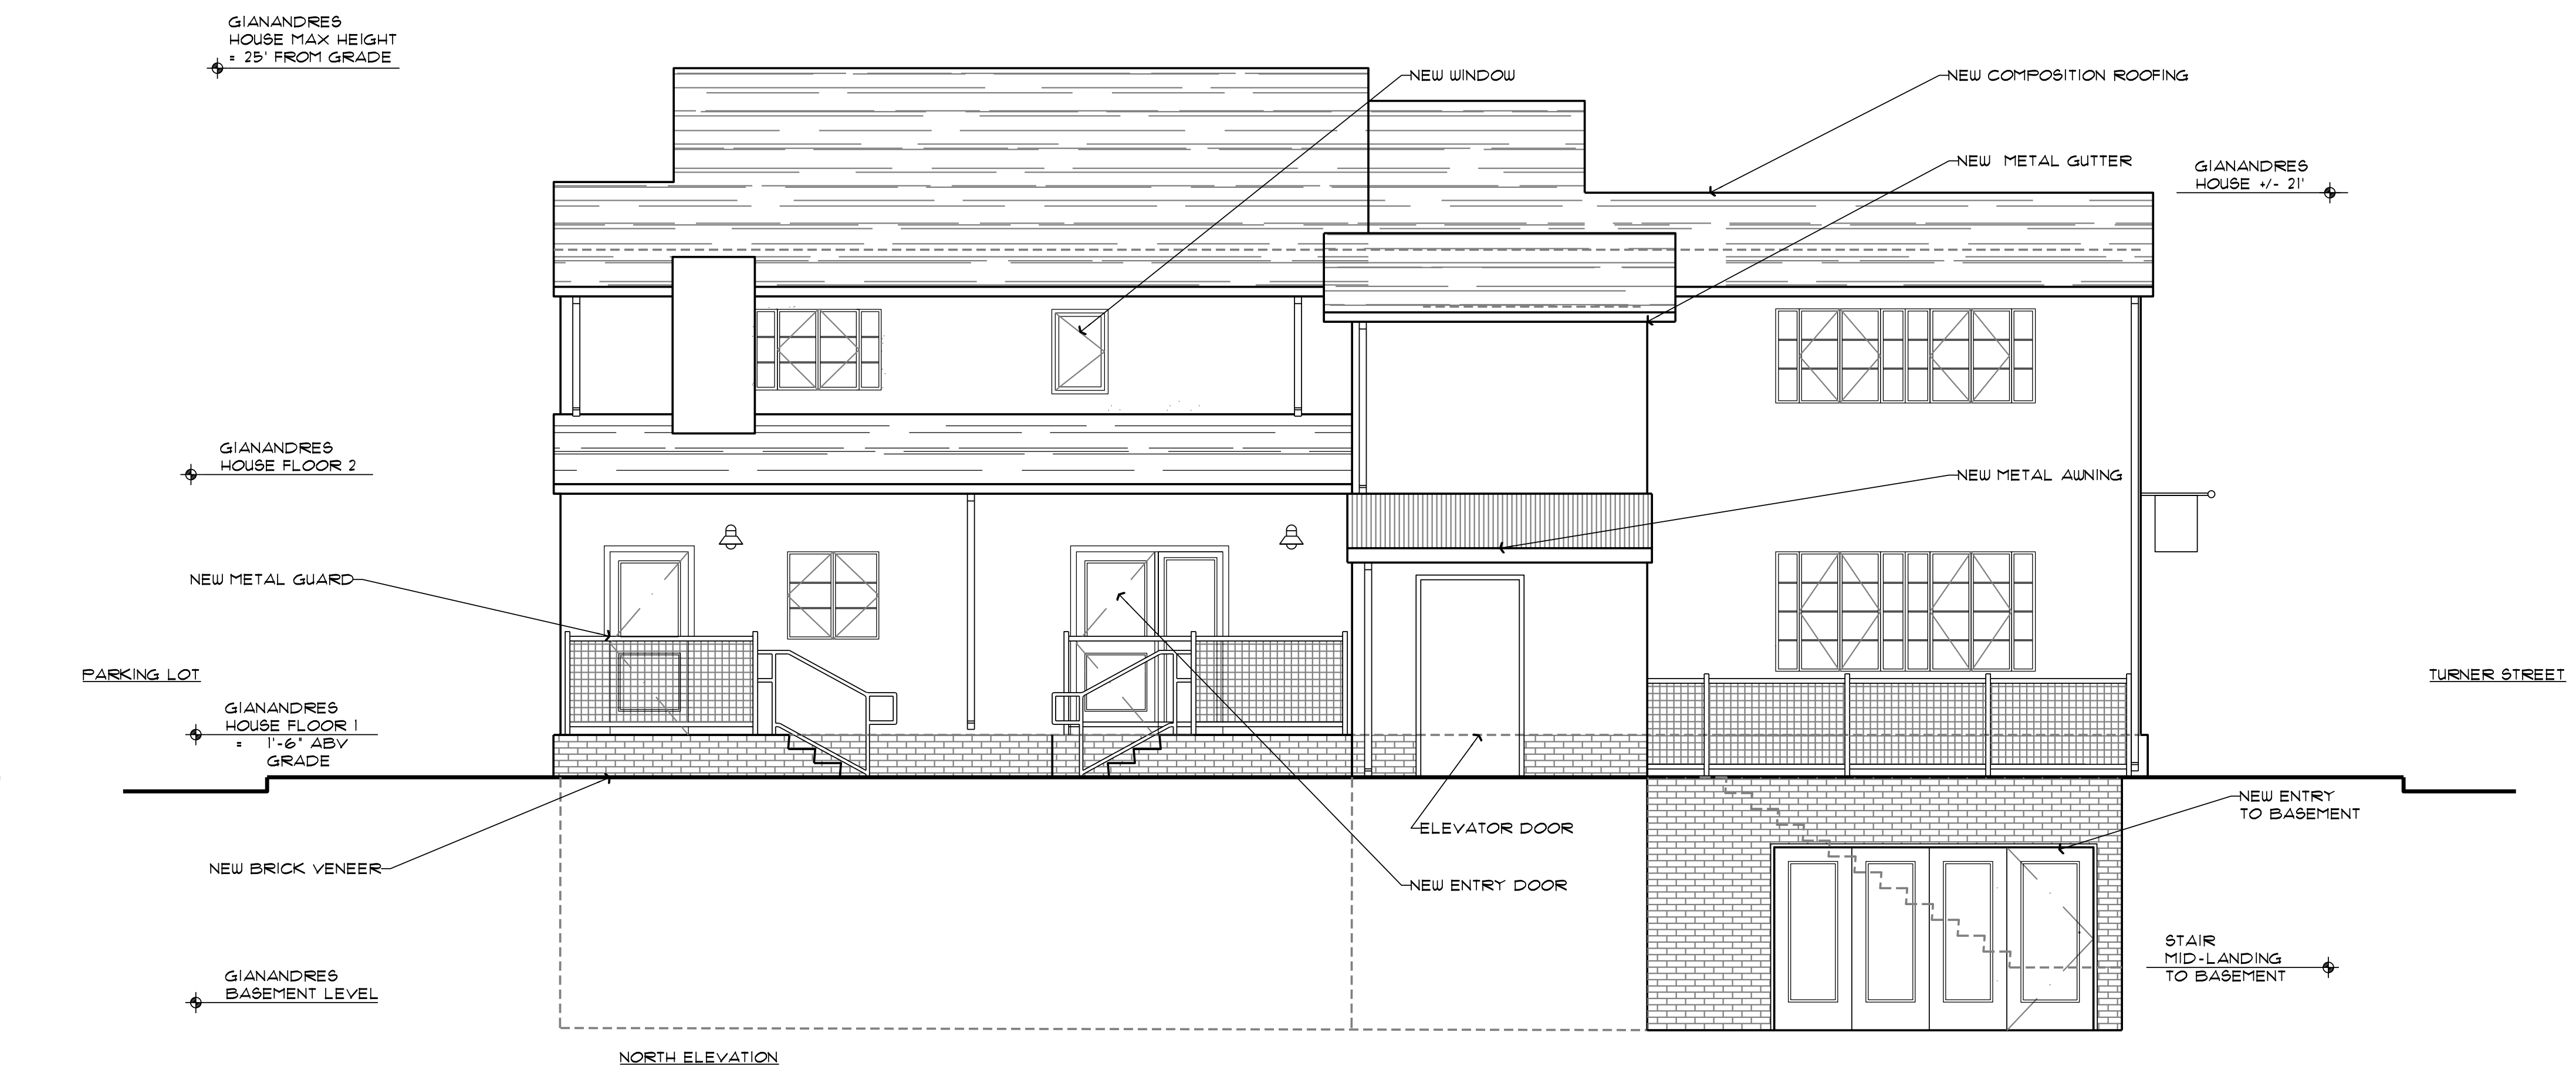 GIANANDRES
HOUSE MAX HEIGHT
= 25' FROM GRADE
NEW WINDOW
NEW COMPOSITION ROOFING
NEW METAL GUTTER
GIANANDRES
HOUSE +/- 21'
GIANANDRES
HOUSE FLOOR 2
NEW METAL AWNING
NEW METAL GUARD
PARKING LOT
TURNER STREET
GIANANDRES
HOUSE FLOOR 1
= 1'-6" ABV
GRADE
NEW ENTRY
TO BASEMENT
ELEVATOR DOOR
NEW BRICK VENEER
NEW ENTRY DOOR
STAIR
MID-LANDING
TO BASEMENT
GIANANDRES
BASEMENT LEVEL
NORTH ELEVATION